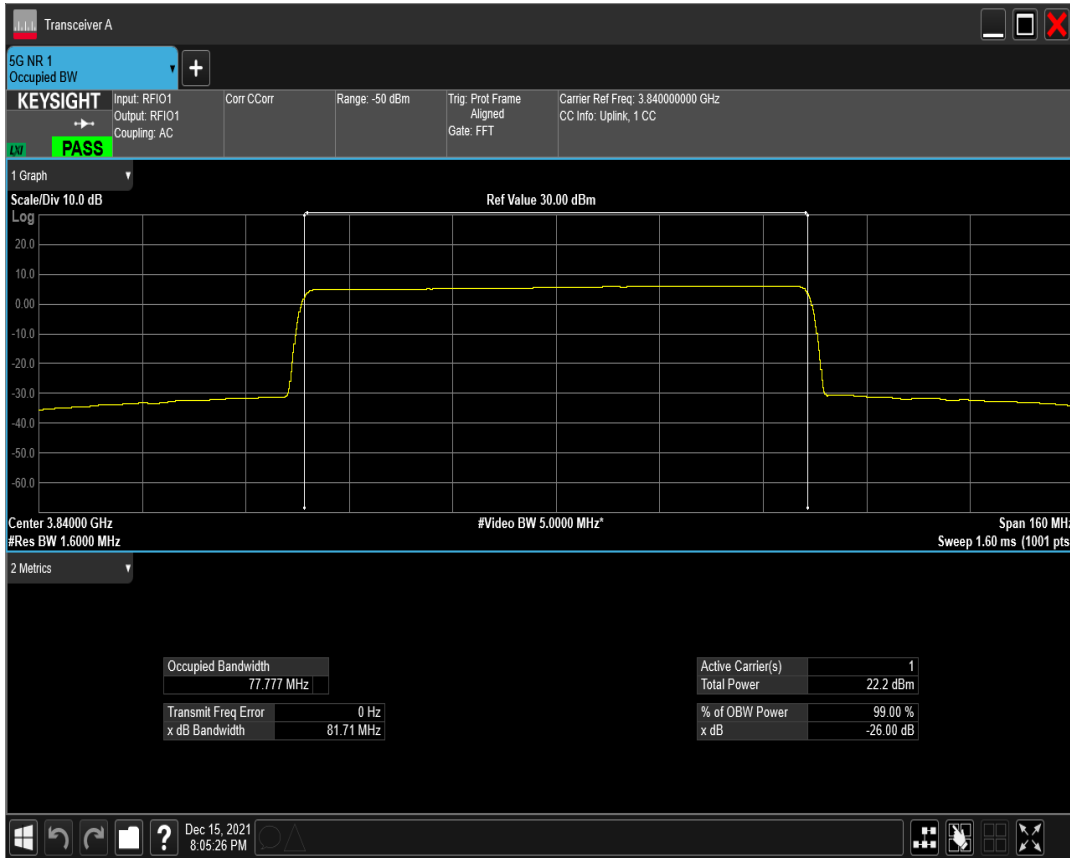 Transceiver A
5G NR 1
Occupied BW
+
KEYSIGHT
Input: RFIO1
Output: RFIO1
Coupling: AC
Corr CCorr
Range: -50 dBm
Trig: Prot Frame
Aligned
Gate: FFT
Carrier Ref Freq: 3.840000000 GHz
CC Info: Uplink, 1 CC
LXI
PASS
1 Graph
Scale/Div 10.0 dB
Ref Value 30.00 dBm
Log
20.0
10.0
0.00
-10.0
-20.0
-30.0
-40.0
-50.0
-60.0
Center 3.84000 GHz
#Video BW 5.0000 MHz*
Span 160 MHz
#Res BW 1.6000 MHz
Sweep 1.60 ms (1001 pts
2 Metrics
Occupied Bandwidth
77.777 MHz
Transmit Freq Error 0 Hz
x dB Bandwidth 81.71 MHz
Active Carrier(s) 1
Total Power 22.2 dBm
% of OBW Power 99.00 %
x dB -26.00 dB
?
Dec 15, 2021
8:05:26 PM